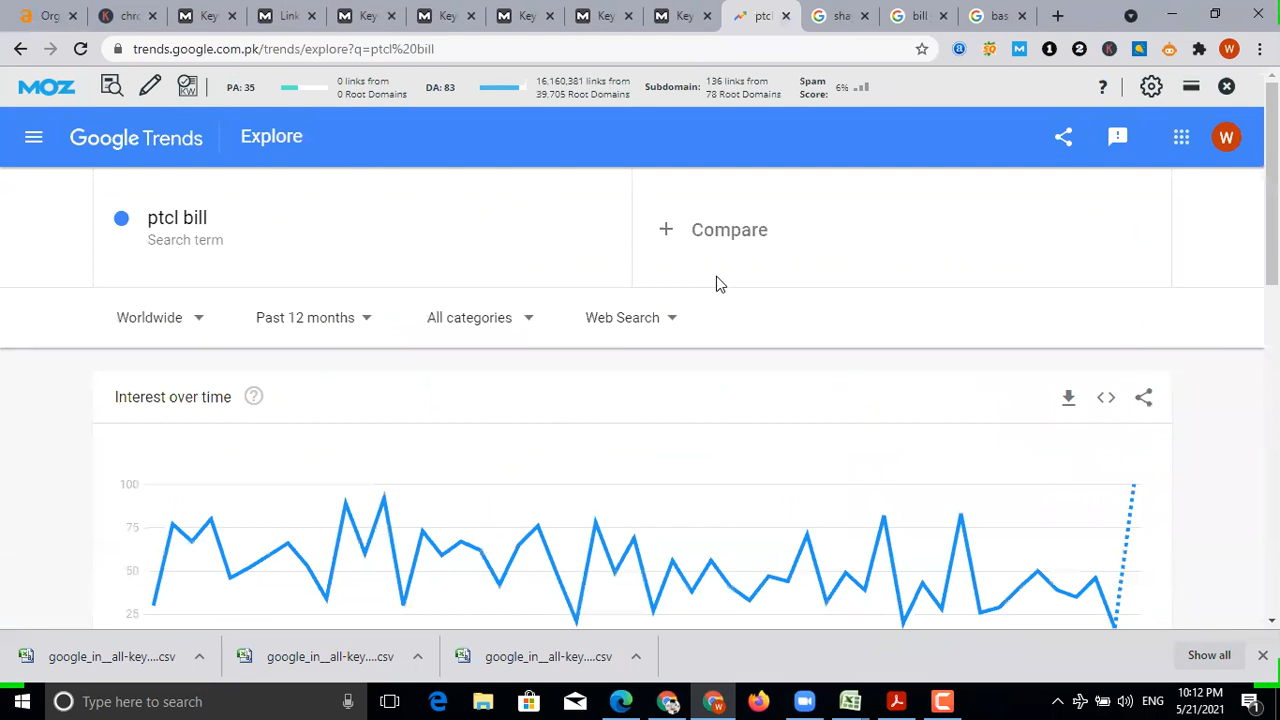 Org
chro
Key
Link
Key
Key
Key
Key
Key
ptcl
sha
bill
bas
trends.google.com.pk/trends/explore?q=ptcl%20bill
W
MOZ
PA: 35
0 links from
0 Root Domains
DA: 83
16,160,381 links from
39,705 Root Domains
Subdomain:
136 links from
78 Root Domains
Spam
Score:
6%
Google Trends
Explore
W
ptcl bill
Search term
+ Compare
Worldwide
Past 12 months
All categories
Web Search
Interest over time
100
75
50
25
google_in__all-key....csv
google_in__all-key....csv
google_in__all-key....csv
Show all
Type here to search
ENG
10:12 PM
5/21/2021